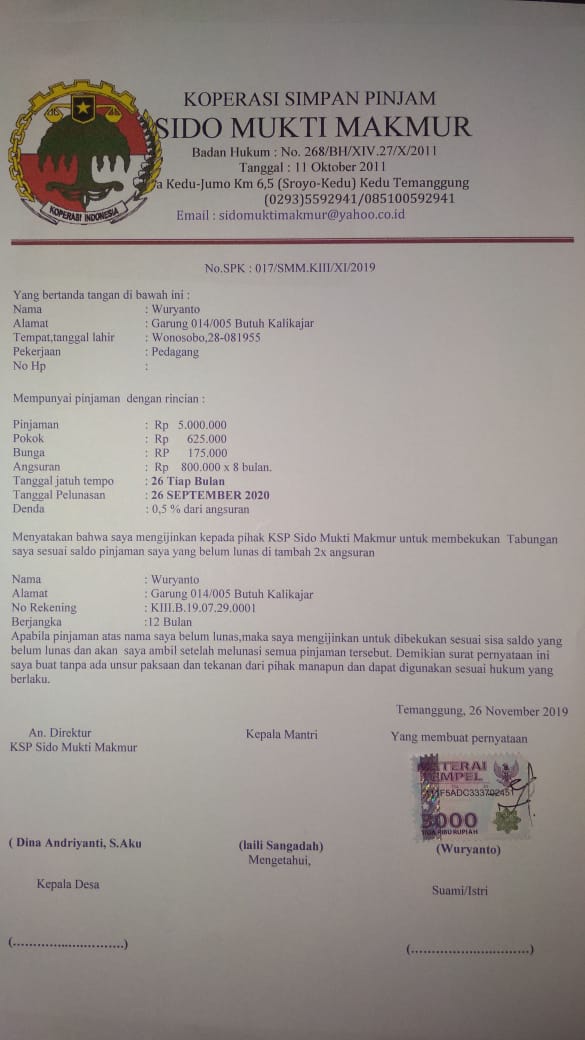 KOPERASI SIMPAN PINJAM
SIDO MUKTI MAKMUR
Badan Hukum : No. 268/BH/XIV.27/X/2011
Tanggal : 11 Oktober 2011
a Kedu-Jumo Km 6,5 (Sroyo-Kedu) Kedu Temanggung
(0293)5592941/085100592941
Email : sidomuktimakmur@yahoo.co.id
KOPERASI INDONESIA
No.SPK : 017/SMM.KIII/XI/2019
Yang bertanda tangan di bawah ini :
Nama : Wuryanto
Alamat : Garung 014/005 Butuh Kalikajar
Tempat,tanggal lahir : Wonosobo,28-081955
Pekerjaan : Pedagang
No Hp :
Mempunyai pinjaman dengan rincian :
Pinjaman : Rp 5.000.000
Pokok : Rp 625.000
Bunga : RP 175.000
Angsuran : Rp 800.000 x 8 bulan.
Tanggal jatuh tempo : 26 Tiap Bulan
Tanggal Pelunasan : 26 SEPTEMBER 2020
Denda : 0,5 % dari angsuran
Menyatakan bahwa saya mengijinkan kepada pihak KSP Sido Mukti Makmur untuk membekukan Tabungan
saya sesuai saldo pinjaman saya yang belum lunas di tambah 2x angsuran
Nama : Wuryanto
Alamat : Garung 014/005 Butuh Kalikajar
No Rekening : KIII.B.19.07.29.0001
Berjangka :12 Bulan
Apabila pinjaman atas nama saya belum lunas,maka saya mengijinkan untuk dibekukan sesuai sisa saldo yang
belum lunas dan akan saya ambil setelah melunasi semua pinjaman tersebut. Demikian surat pernyataan ini
saya buat tanpa ada unsur paksaan dan tekanan dari pihak manapun dan dapat digunakan sesuai hukum yang
berlaku.
Temanggung, 26 November 2019
An. Direktur Kepala Mantri Yang membuat pernyataan
KSP Sido Mukti Makmur
TERAI
TEMPEL
F5ADC333702451
3000
TIGA RIBU RUPIAH
( Dina Andriyanti, S.Aku (laili Sangadah) (Wuryanto)
Mengetahui,
Kepala Desa Suami/Istri
(..............................) (..............................)